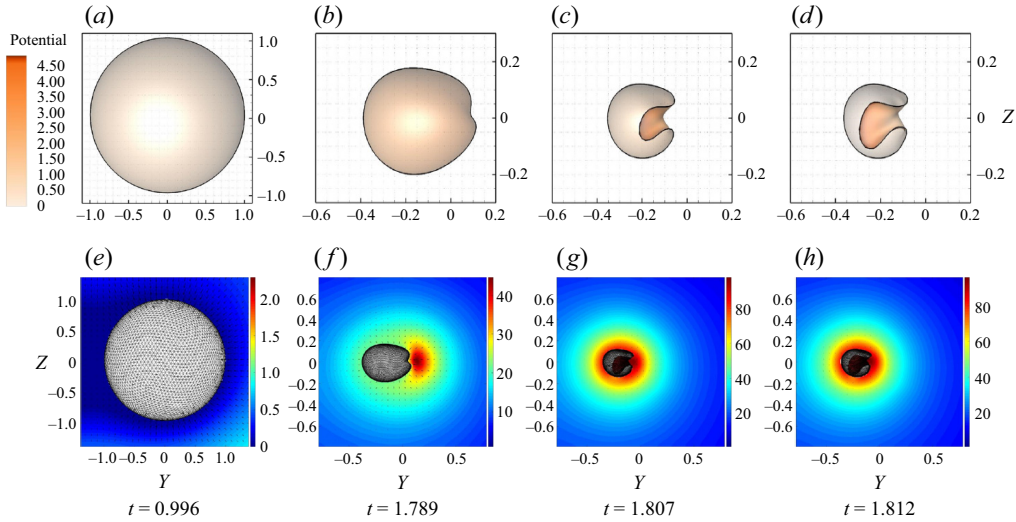 (a)
(b)
(c)
(d)
Potential
4.50
4.00
3.50
3.00
2.50
2.00
1.50
1.00
0.50
0
1.0
0.5
0
–0.5
–1.0
–1.0 –0.5 0 0.5 1.0
0.2
0
–0.2
–0.6 –0.4 –0.2 0 0.2
0.2
0
–0.2
–0.6 –0.4 –0.2 0 0.2
0.2
0
–0.2
Z
–0.6 –0.4 –0.2 0 0.2
(e)
(f)
(g)
(h)
Z
1.0
0.5
0
–0.5
–1.0
–1.0 –0.5 0 0.5 1.0
2.0
1.5
1.0
0.5
0
0.6
0.4
0.2
0
–0.2
–0.4
–0.6
–0.5 0 0.5
40
30
20
10
0.6
0.4
0.2
0
–0.2
–0.4
–0.6
–0.5 0 0.5
80
60
40
20
0.6
0.4
0.2
0
–0.2
–0.4
–0.6
–0.5 0 0.5
80
60
40
20
Y
Y
Y
Y
t = 0.996
t = 1.789
t = 1.807
t = 1.812